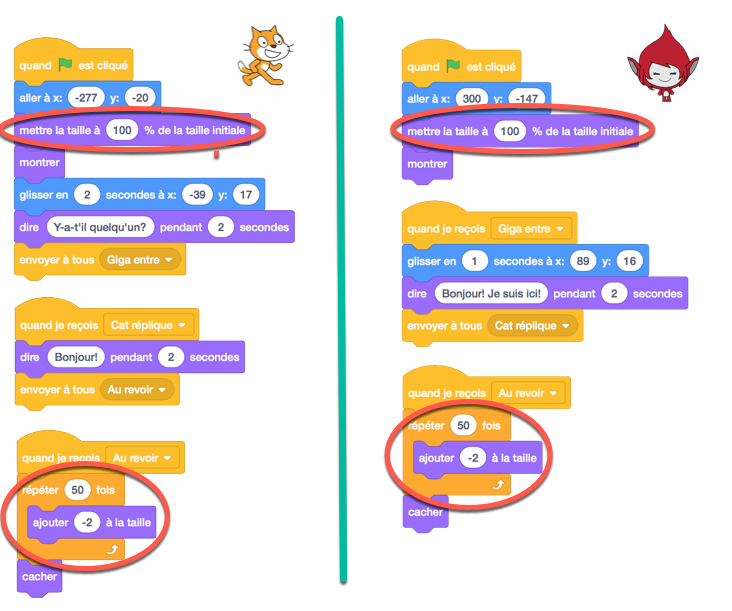 quand est cliqué
aller à x: -277 y: -20
mettre la taille à 100 % de la taille initiale
montrer
glisser en 2 secondes à x: -39 y: 17
dire Y-a-t'il quelqu'un? pendant 2 secondes
envoyer à tous Giga entre
quand je reçois Cat réplique
dire Bonjour! pendant 2 secondes
envoyer à tous Au revoir
quand je reçois Au revoir
répéter 50 fois
ajouter -2 à la taille
cacher
quand est cliqué
aller à x: 300 y: -147
mettre la taille à 100 % de la taille initiale
montrer
quand je reçois Giga entre
glisser en 1 secondes à x: 89 y: 16
dire Bonjour! Je suis ici! pendant 2 secondes
envoyer à tous Cat réplique
quand je reçois Au revoir
répéter 50 fois
ajouter -2 à la taille
cacher